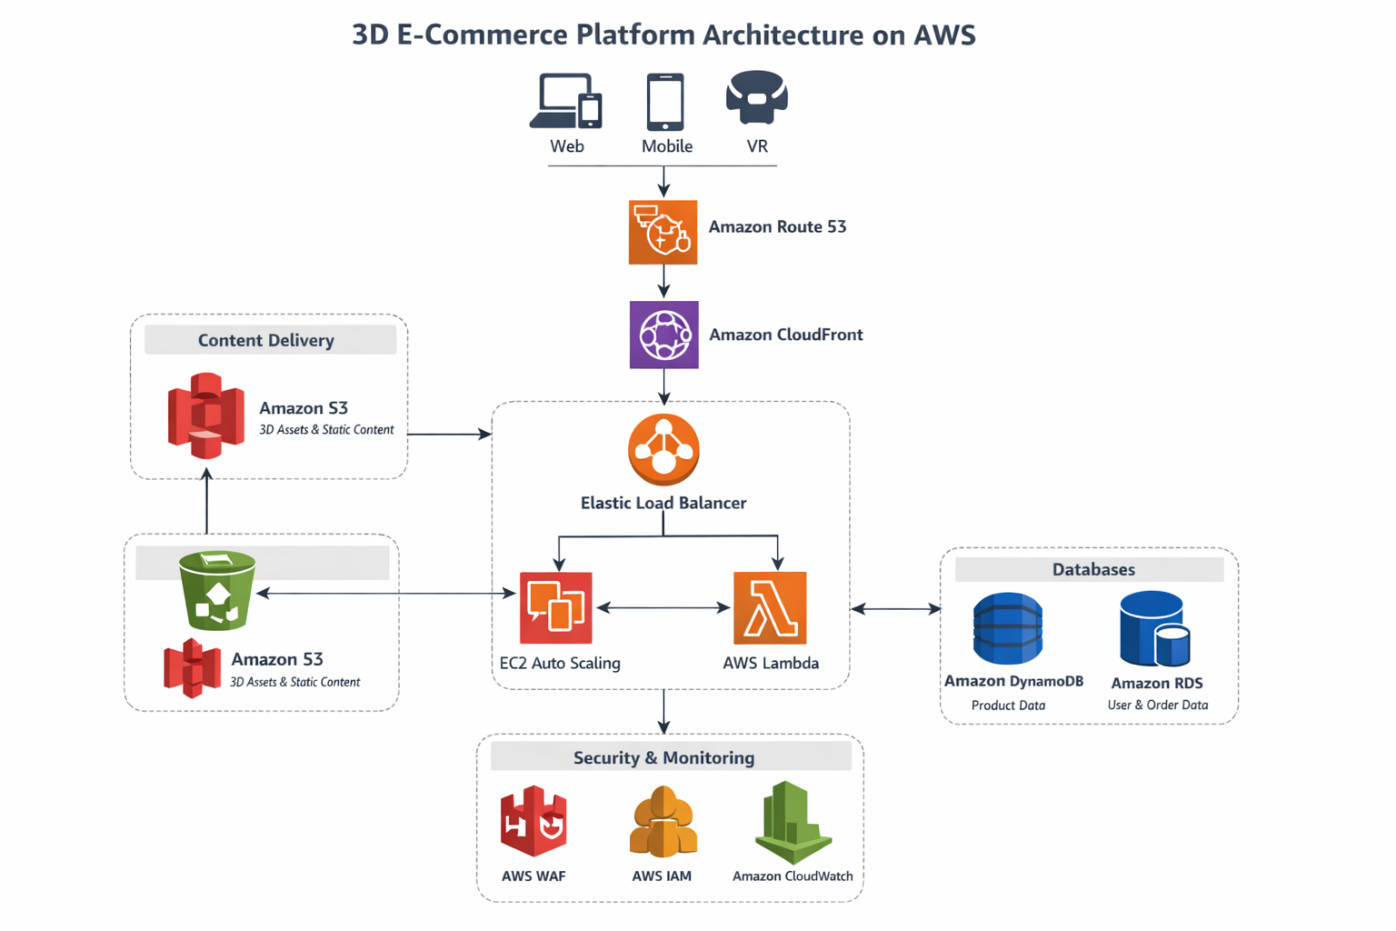 3D E-Commerce Platform Architecture on AWS
Web
Mobile
VR
Amazon Route 53
Amazon CloudFront
Content Delivery
Amazon S3
3D Assets & Static Content
Elastic Load Balancer
EC2 Auto Scaling
AWS Lambda
Amazon 53
3D Assets & Static Content
Databases
Amazon DynamoDB
Product Data
Amazon RDS
User & Order Data
Security & Monitoring
AWS WAF
AWS IAM
Amazon CloudWatch